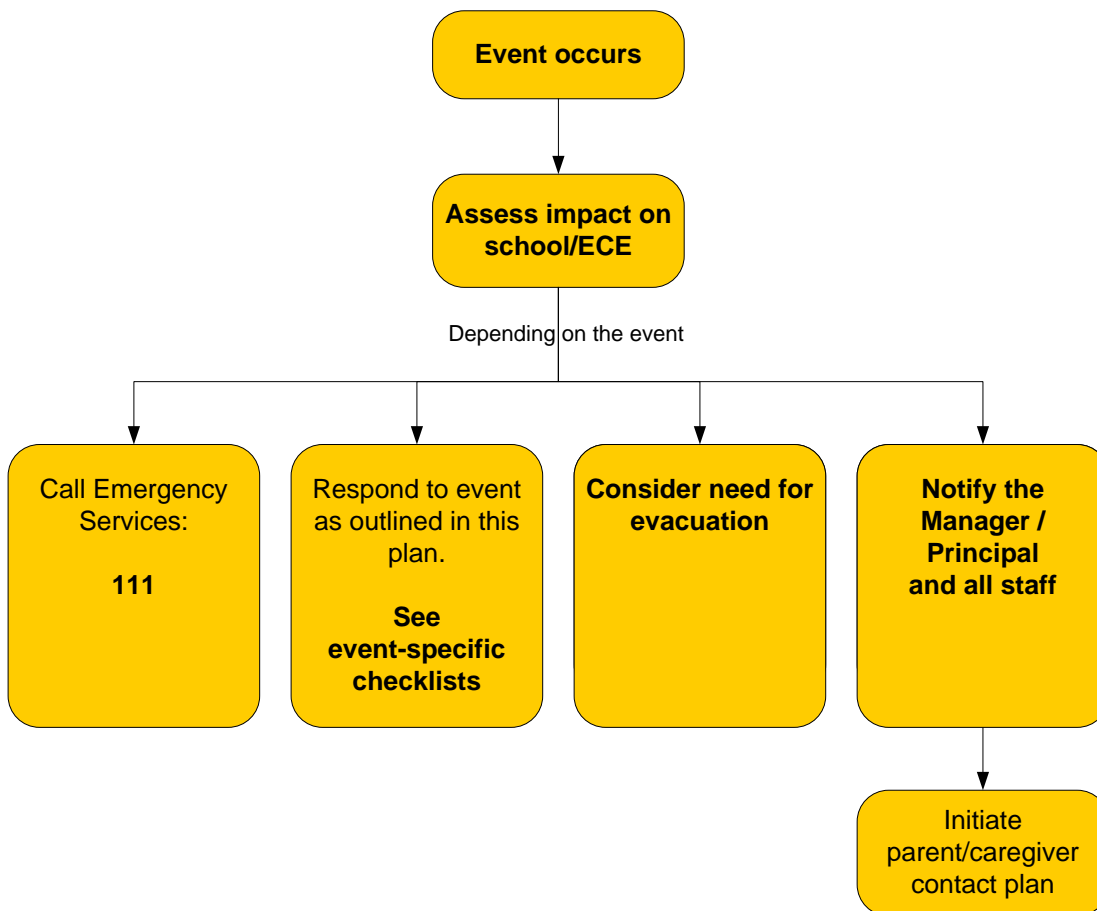 Event occurs
Assess impact on
school/ECE
Depending on the event
Call Emergency
Services:
111
Respond to event
as outlined in this
plan.
See
event-specific
checklists
Consider need for
evacuation
Notify the
Manager /
Principal
and all staff
Initiate
parent/caregiver
contact plan